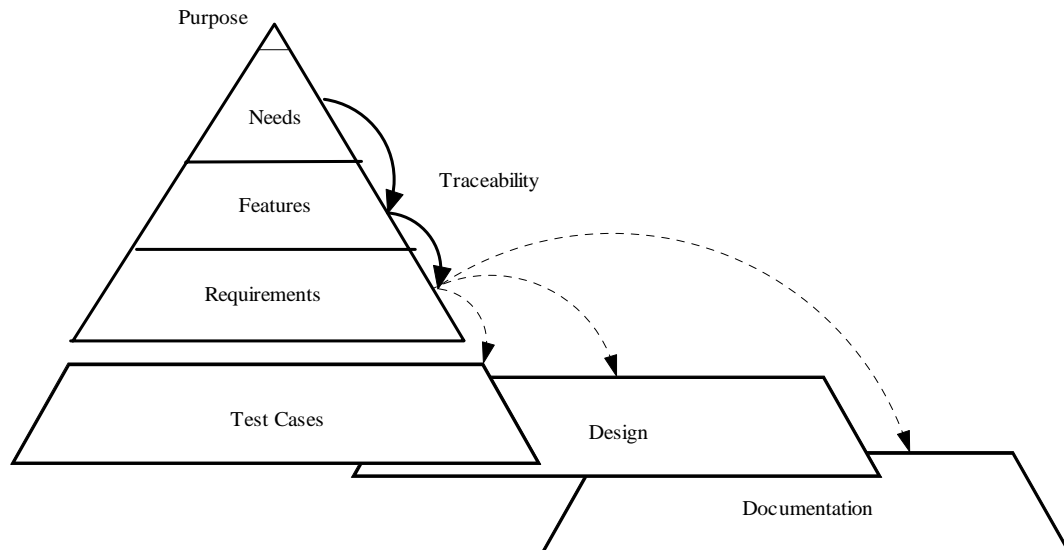 Purpose
Needs
Traceability
Features
Requirements
Test Cases
Design
Documentation